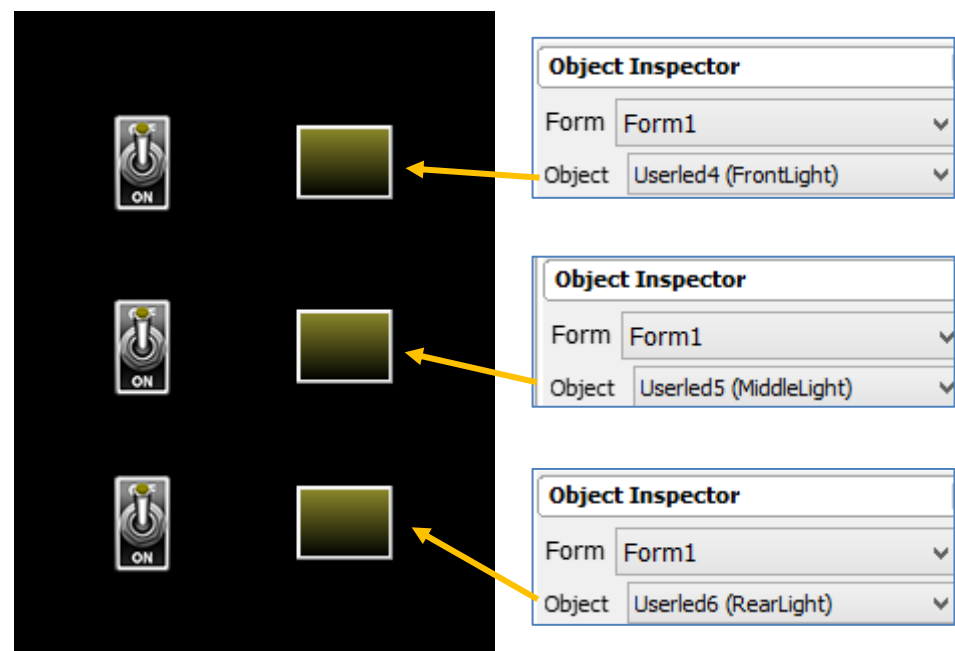 Object Inspector
Form Form1
Object Userled4 (FrontLight)
ON
Object Inspector
Form Form1
Object Userled5 (MiddleLight)
ON
Object Inspector
Form Form1
Object Userled6 (RearLight)
ON